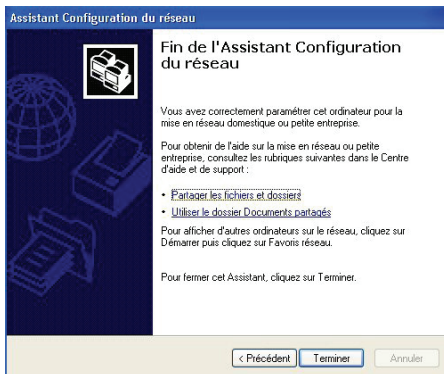 Assistant Configuration du réseau
Fin de l'Assistant Configuration
du réseau
Vous avez correctement paramétrer cet ordinateur pour la
mise en réseau domestique ou petite entreprise.
Pour obtenir de l'aide sur la mise en réseau ou petite
entreprise, consultez les rubriques suivantes dans le Centre
d'aide et de support :
• Partager les fichiers et dossiers
• Utiliser le dossier Documents partagés
Pour afficher d'autres ordinateurs sur le réseau, cliquez sur
Démarrer puis cliquez sur Favoris réseau.
Pour fermer cet Assistant, cliquez sur Terminer.
< Précédent Terminer Annuler